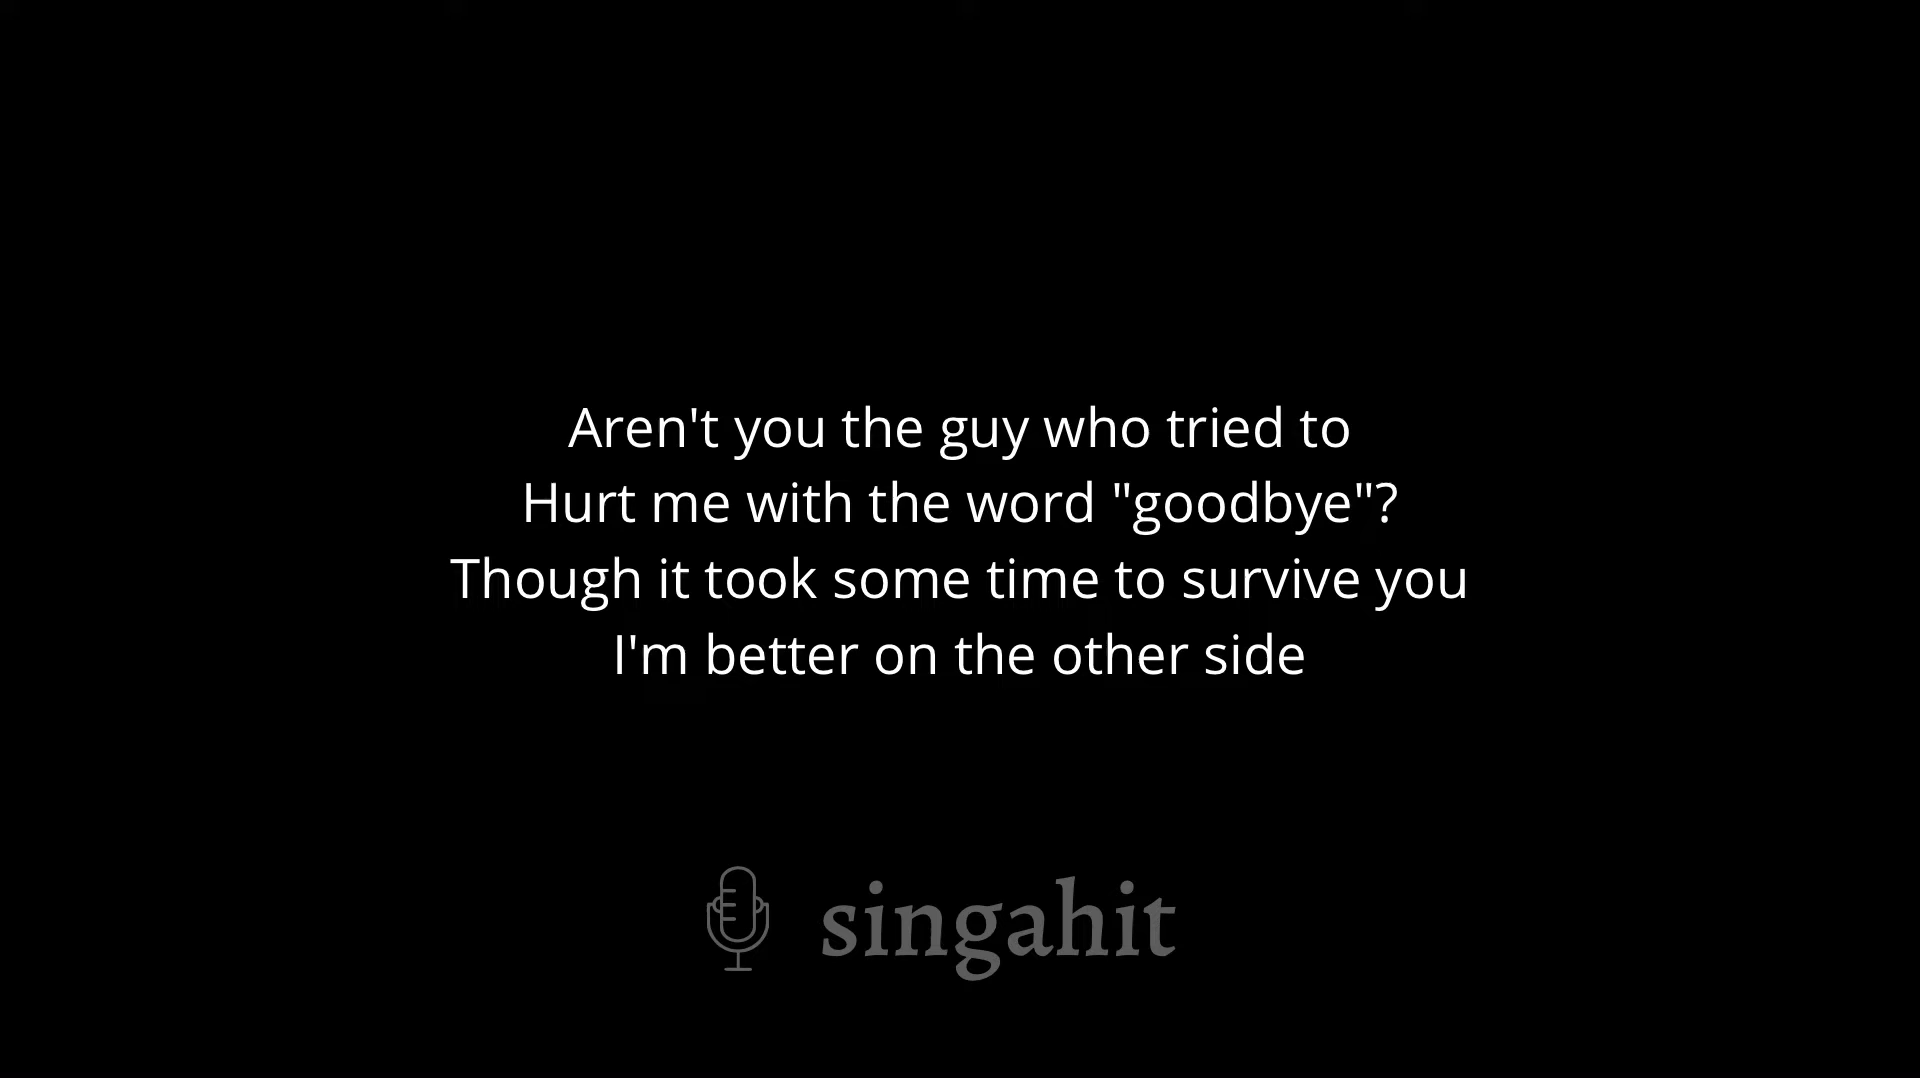 Aren't you the guy who tried to
Hurt me with the word "goodbye"?
Though it took some time to survive you
I'm better on the other side
singahit